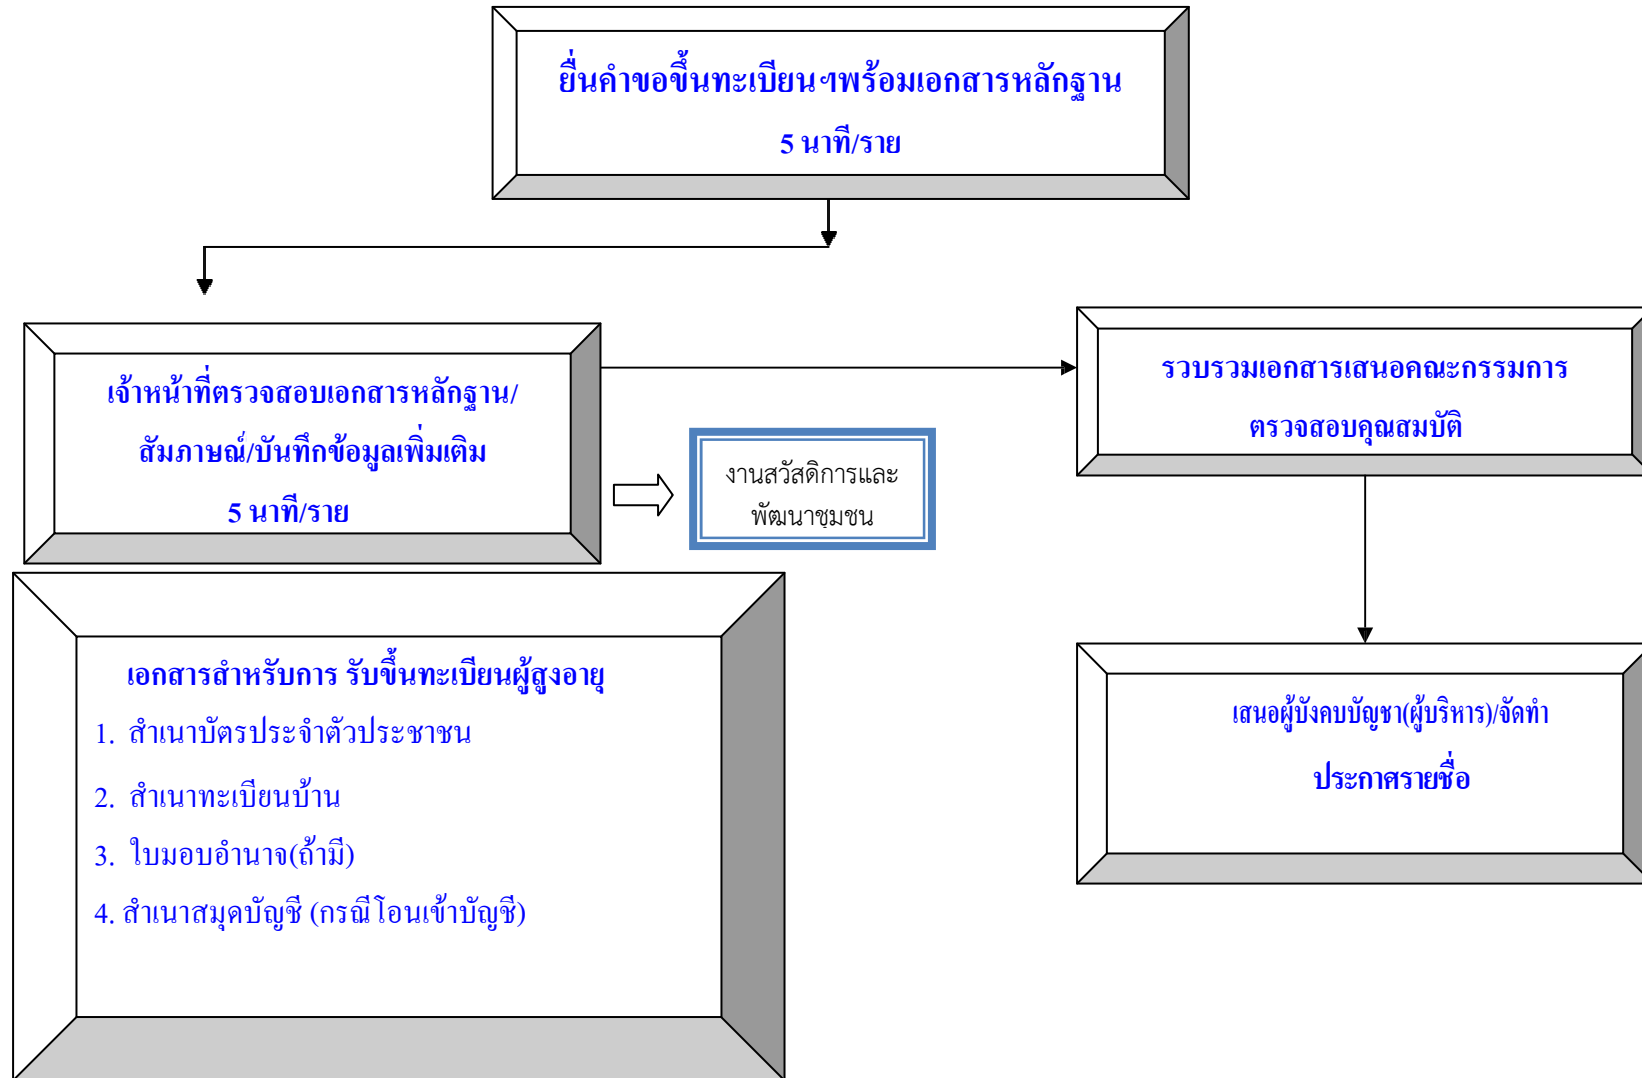 ยื่นคำขอขึ้นทะเบียนฯพร้อมเอกสารหลักฐาน
5 นาที/ราย
เจ้าหน้าที่ตรวจสอบเอกสารหลักฐาน/
สัมภาษณ์/บันทึกข้อมูลเพิ่มเติม
5 นาที/ราย
งานสวัสดิการและ
พัฒนาชุมชน
รวบรวมเอกสารเสนอคณะกรรมการ
ตรวจสอบคุณสมบัติ
เสนอผู้บังคบบัญชา(ผู้บริหาร)/จัดทำ
ประกาศรายชื่อ
เอกสารสำหรับการ รับขึ้นทะเบียนผู้สูงอายุ
1. สำเนาบัตรประจำตัวประชาชน
2. สำเนาทะเบียนบ้าน
3. ใบมอบอำนาจ(ถ้ามี)
4. สำเนาสมุดบัญชี (กรณีโอนเข้าบัญชี)